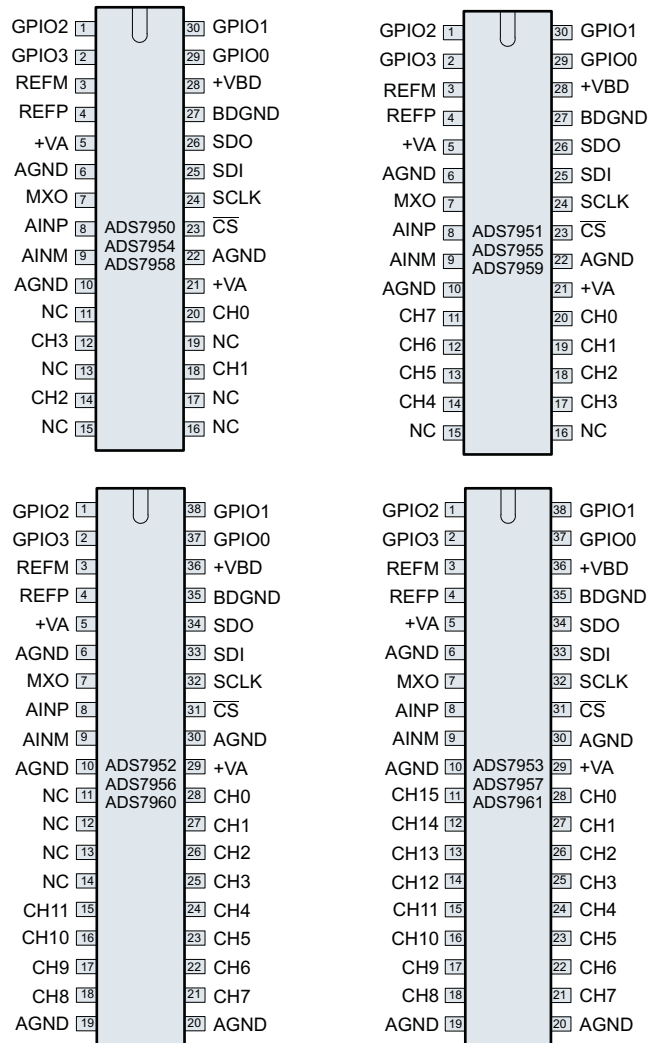 GPIO2 1 30 GPIO1
GPIO3 2 29 GPIO0
REFM 3 28 +VBD
REFP 4 27 BDGND
+VA 5 26 SDO
AGND 6 25 SDI
MXO 7 24 SCLK
AINP 8 ADS7950 23 CS
AINM 9 ADS7954 22 AGND
ADS7958
AGND 10 21 +VA
NC 11 20 CH0
CH3 12 19 NC
NC 13 18 CH1
CH2 14 17 NC
NC 15 16 NC
GPIO2 1 30 GPIO1
GPIO3 2 29 GPIO0
REFM 3 28 +VBD
REFP 4 27 BDGND
+VA 5 26 SDO
AGND 6 25 SDI
MXO 7 24 SCLK
AINP 8 ADS7951 23 CS
AINM 9 ADS7955 22 AGND
ADS7959
AGND 10 21 +VA
CH7 11 20 CH0
CH6 12 19 CH1
CH5 13 18 CH2
CH4 14 17 CH3
NC 15 16 NC
GPIO2 1 38 GPIO1
GPIO3 2 37 GPIO0
REFM 3 36 +VBD
REFP 4 35 BDGND
+VA 5 34 SDO
AGND 6 33 SDI
MXO 7 32 SCLK
AINP 8 31 CS
AINM 9 30 AGND
AGND 10 ADS7952 29 +VA
ADS7956
NC 11 ADS7960 28 CH0
NC 12 27 CH1
NC 13 26 CH2
NC 14 25 CH3
CH11 15 24 CH4
CH10 16 23 CH5
CH9 17 22 CH6
CH8 18 21 CH7
AGND 19 20 AGND
GPIO2 1 38 GPIO1
GPIO3 2 37 GPIO0
REFM 3 36 +VBD
REFP 4 35 BDGND
+VA 5 34 SDO
AGND 6 33 SDI
MXO 7 32 SCLK
AINP 8 31 CS
AINM 9 30 AGND
AGND 10 ADS7953 29 +VA
ADS7957
CH15 11 ADS7961 28 CH0
CH14 12 27 CH1
CH13 13 26 CH2
CH12 14 25 CH3
CH11 15 24 CH4
CH10 16 23 CH5
CH9 17 22 CH6
CH8 18 21 CH7
AGND 19 20 AGND